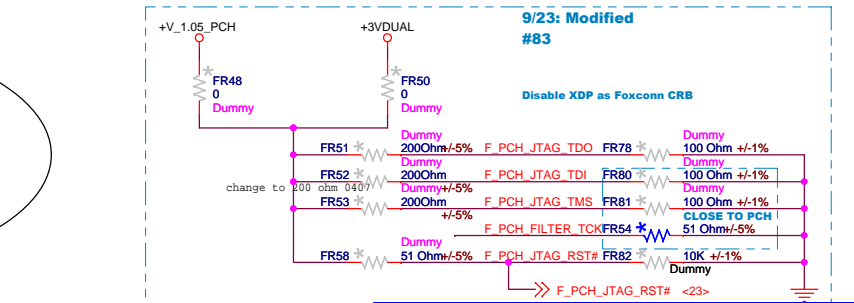 9/23: Modified
#83
+V_1.05_PCH
+3VDUAL
FR48
0
Dummy
FR50
0
Dummy
Disable XDP as Foxconn CRB
Dummy
Dummy
FR51 * 200Ohm +/-5% F_PCH_JTAG_TDO FR78 * 100 Ohm +/-1%
Dummy
Dummy
FR52 * 200Ohm F_PCH_JTAG_TDI FR80 * 100 Ohm +/-1%
change to 200 ohm 0407
Dummy +/-5%
Dummy
FR53 * 200Ohm F_PCH_JTAG_TMS FR81 * 100 Ohm +/-1%
+/-5%
CLOSE TO PCH
F_PCH_FILTER_TCK FR54 * 51 Ohm +/-5%
Dummy
FR58 * 51 Ohm +/-5% F_PCH_JTAG_RST# FR82 * 10K +/-1%
Dummy
F_PCH_JTAG_RST# <23>